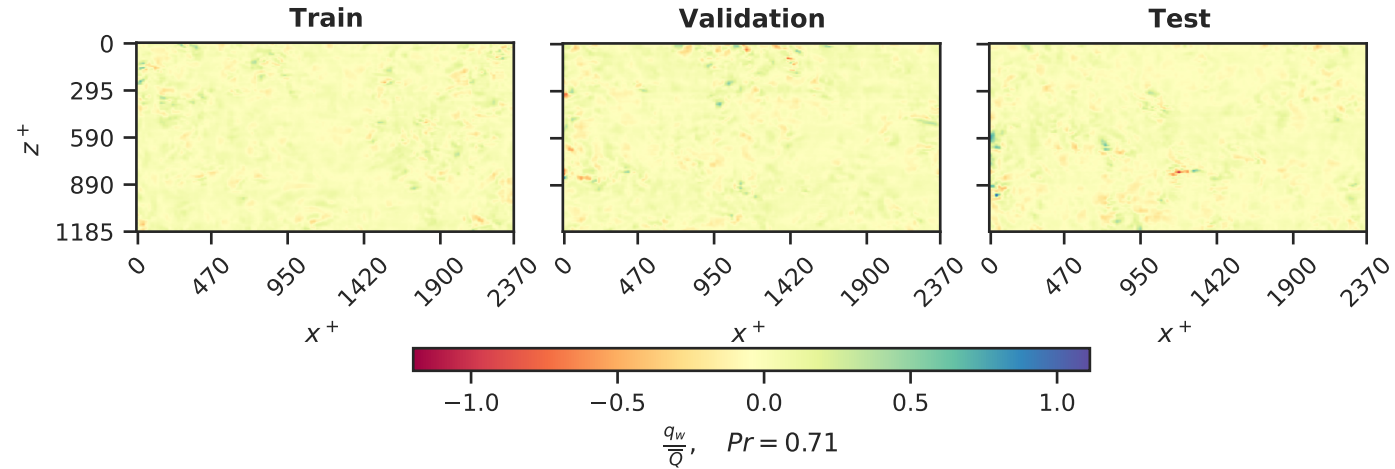 Train Validation Test
0
295
590
890
1185
z+
0 470 950 1420 1900 2370 0 470 950 1420 1900 2370 0 470 950 1420 1900 2370
x+ x+ x+
−1.0 −0.5 0.0 0.5 1.0
q_w/Q̅, Pr = 0.71